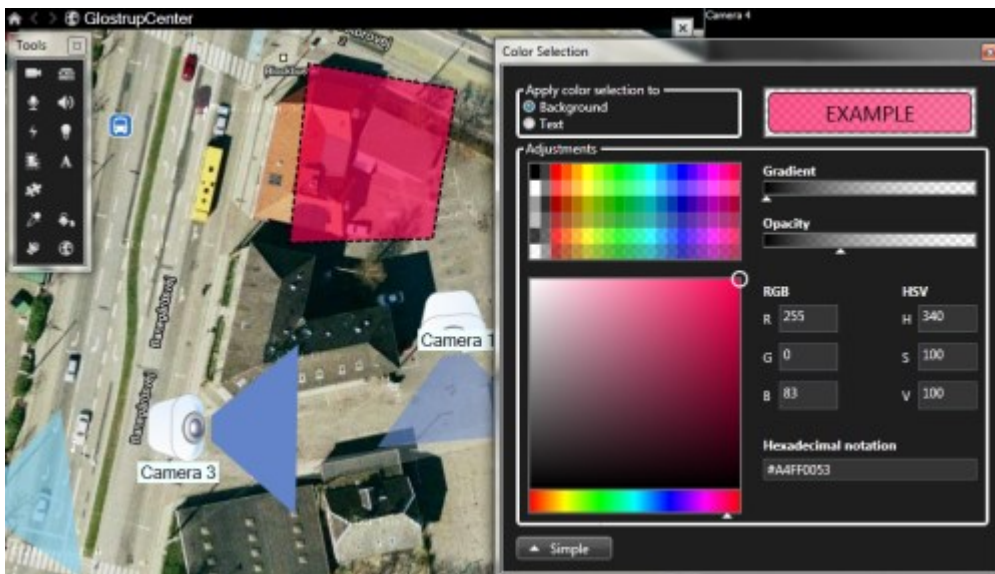 GlostrupCenter
Camera 4
Tools
Color Selection
Apply color selection to
Background
Text
EXAMPLE
Adjustments
Gradient
Opacity
RGB
HSV
R 255
H 340
G 0
S 100
B 83
V 100
Hexadecimal notation
#A4FF0053
Simple
A
Camera 1
Camera 3